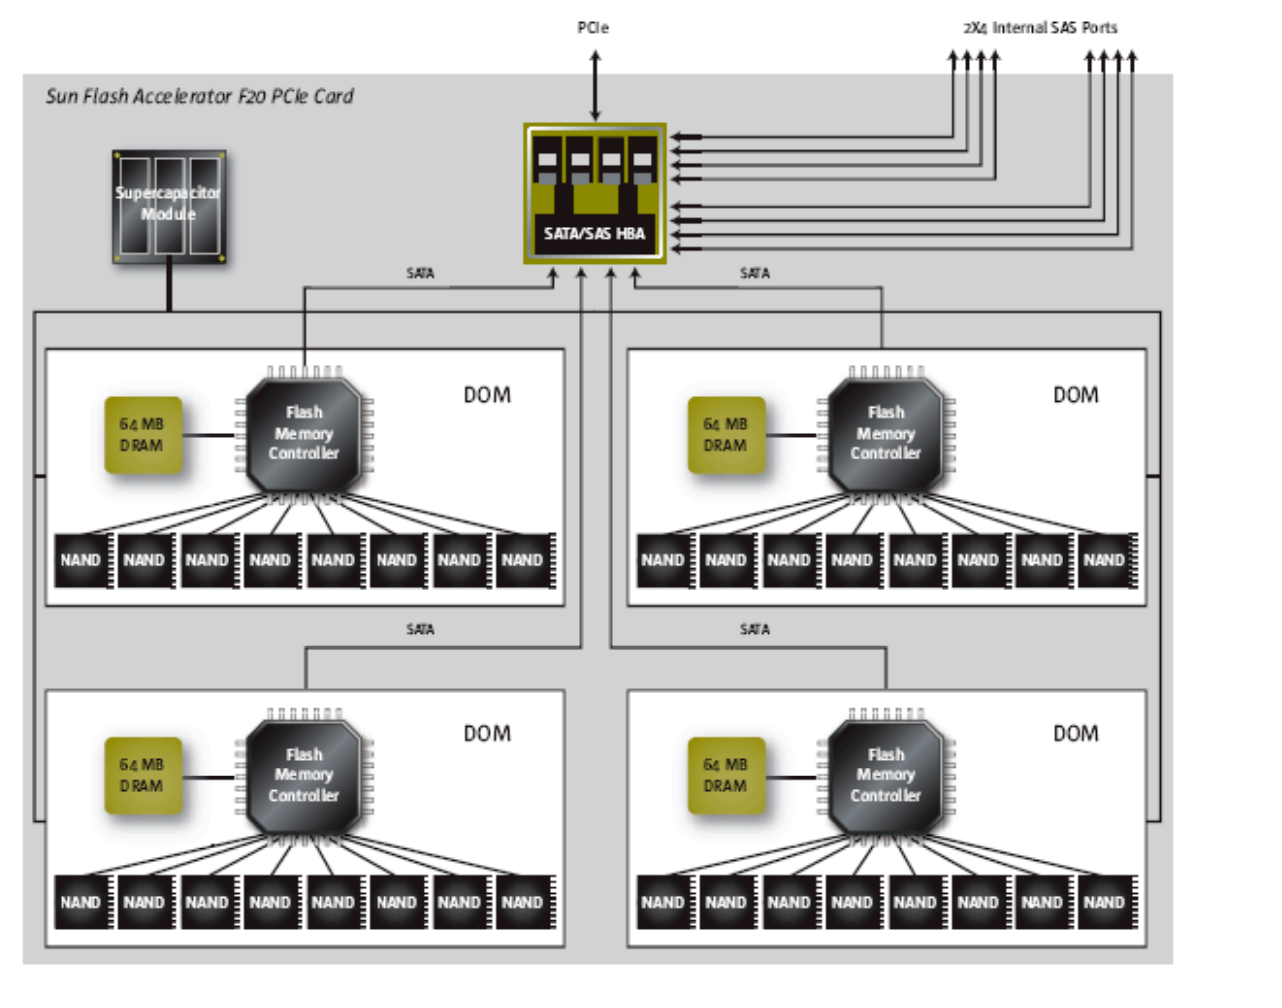 PCIe
2X4 Internal SAS Ports
Sun Flash Accelerator F20 PCIe Card
Supercapacitor
Module
SATA/SAS HBA
SATA
SATA
DOM
64 MB
DRAM
Flash
Memory
Controller
NAND NAND NAND NAND NAND NAND NAND NAND
DOM
64 MB
DRAM
Flash
Memory
Controller
NAND NAND NAND NAND NAND NAND NAND NAND
SATA
SATA
DOM
64 MB
DRAM
Flash
Memory
Controller
NAND NAND NAND NAND NAND NAND NAND NAND
DOM
64 MB
DRAM
Flash
Memory
Controller
NAND NAND NAND NAND NAND NAND NAND NAND